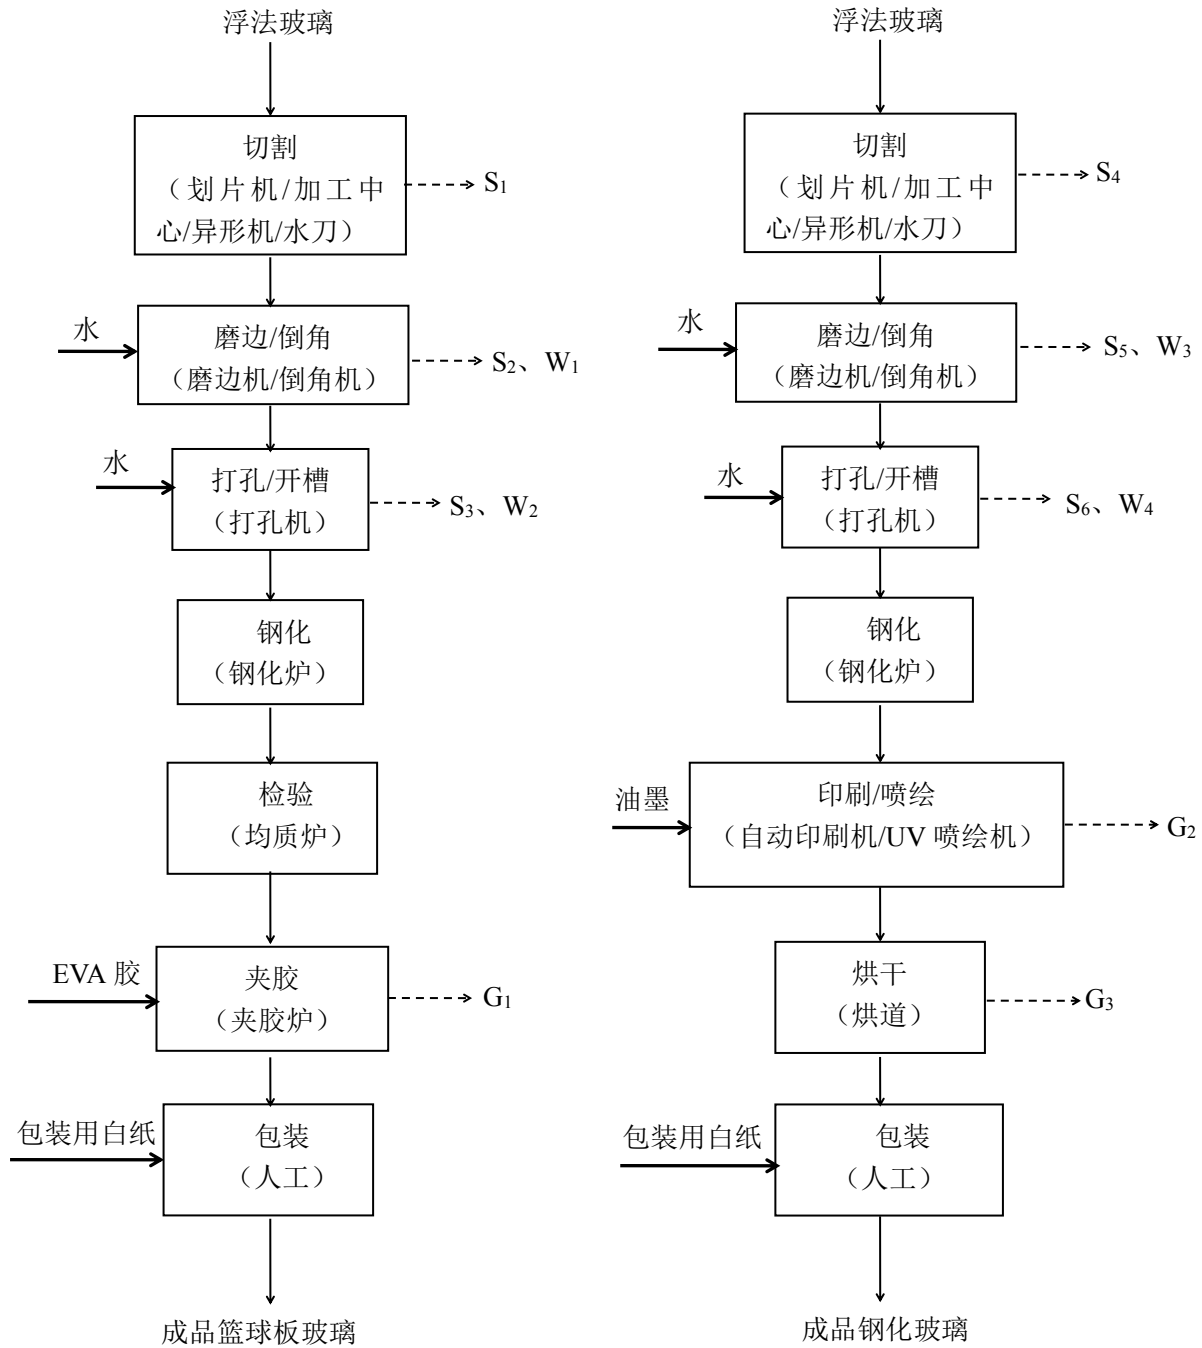 浮法玻璃
切割
（划片机/加工中
心/异形机/水刀）
S1
水
磨边/倒角
（磨边机/倒角机）
S2、W1
水
打孔/开槽
（打孔机）
S3、W2
钢化
（钢化炉）
检验
（均质炉）
EVA 胶
夹胶
（夹胶炉）
G1
包装用白纸
包装
（人工）
成品篮球板玻璃
浮法玻璃
切割
（划片机/加工中
心/异形机/水刀）
S4
水
磨边/倒角
（磨边机/倒角机）
S5、W3
水
打孔/开槽
（打孔机）
S6、W4
钢化
（钢化炉）
油墨
印刷/喷绘
（自动印刷机/UV 喷绘机）
G2
烘干
（烘道）
G3
包装用白纸
包装
（人工）
成品钢化玻璃